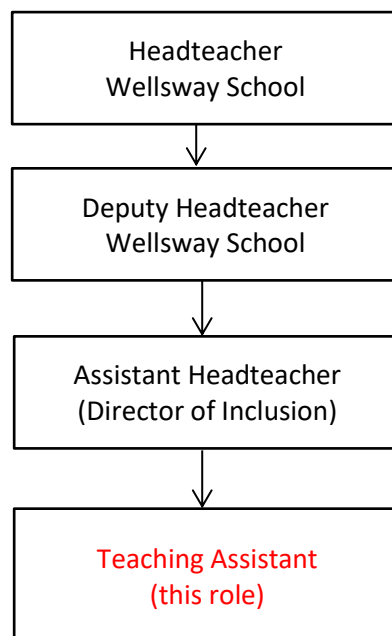 Headteacher
Wellsway School
Deputy Headteacher
Wellsway School
Assistant Headteacher
(Director of Inclusion)
Teaching Assistant
(this role)